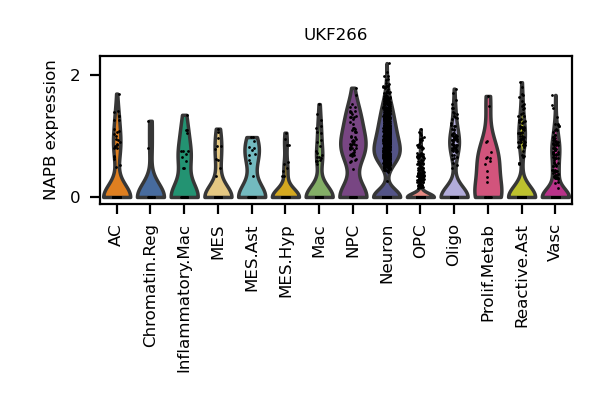 UKF266
NAPB expression
2
0
AC
Chromatin.Reg
Inflammatory.Mac
MES
MES.Ast
MES.Hyp
Mac
NPC
Neuron
OPC
Oligo
Prolif.Metab
Reactive.Ast
Vasc